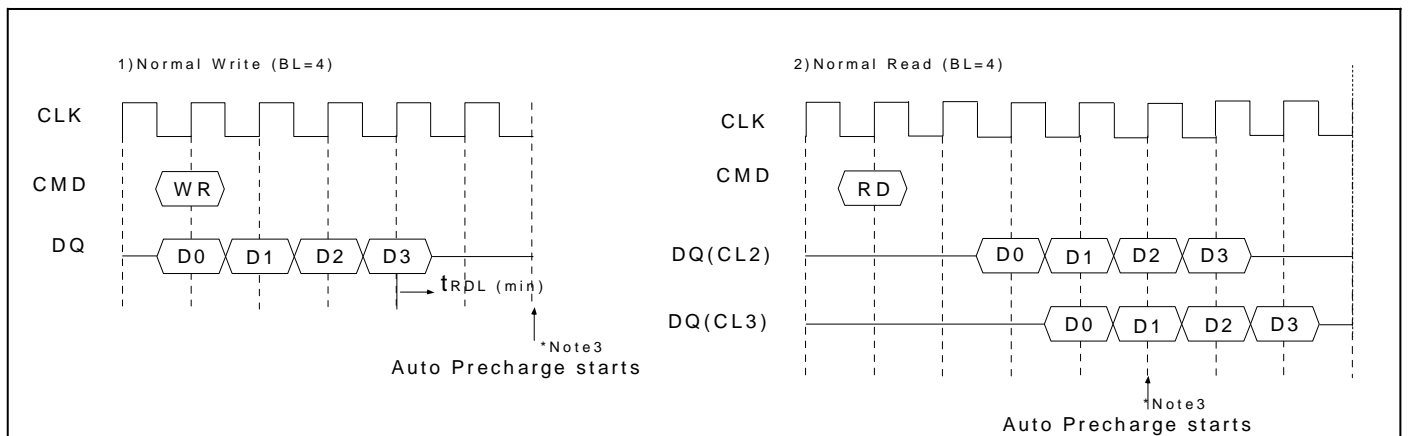 1)Normal Write (BL=4)
CLK
CMD
WR
DQ
D0 D1 D2 D3
tRDL (min)
*Note3
Auto Precharge starts
2)Normal Read (BL=4)
CLK
CMD
RD
DQ(CL2)
D0 D1 D2 D3
DQ(CL3)
D0 D1 D2 D3
*Note3
Auto Precharge starts